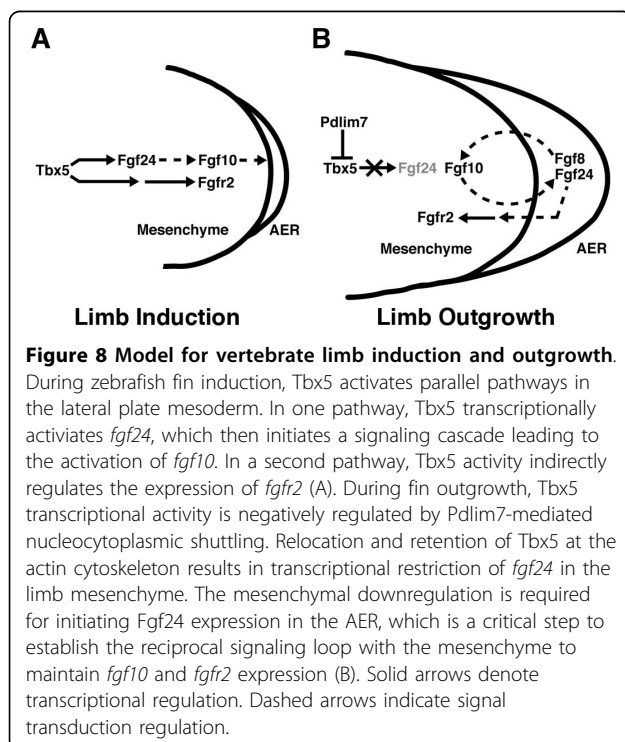 A
B
Pdlim7
Tbx5
Fgf24
Fgf10
Fgfr2
Mesenchyme
AER
Tbx5
Fgf24
Fgf10
Fgf8
Fgf24
Fgfr2
Mesenchyme
AER
Limb Induction
Limb Outgrowth
Figure 8 Model for vertebrate limb induction and outgrowth.
During zebrafish fin induction, Tbx5 activates parallel pathways in
the lateral plate mesoderm. In one pathway, Tbx5 transcriptionally
activiates fgf24, which then initiates a signaling cascade leading to
the activation of fgf10. In a second pathway, Tbx5 activity indirectly
regulates the expression of fgfr2 (A). During fin outgrowth, Tbx5
transcriptional activity is negatively regulated by Pdlim7-mediated
nucleocytoplasmic shuttling. Relocation and retention of Tbx5 at the
actin cytoskeleton results in transcriptional restriction of fgf24 in the
limb mesenchyme. The mesenchymal downregulation is required
for initiating Fgf24 expression in the AER, which is a critical step to
establish the reciprocal signaling loop with the mesenchyme to
maintain fgf10 and fgfr2 expression (B). Solid arrows denote
transcriptional regulation. Dashed arrows indicate signal
transduction regulation.